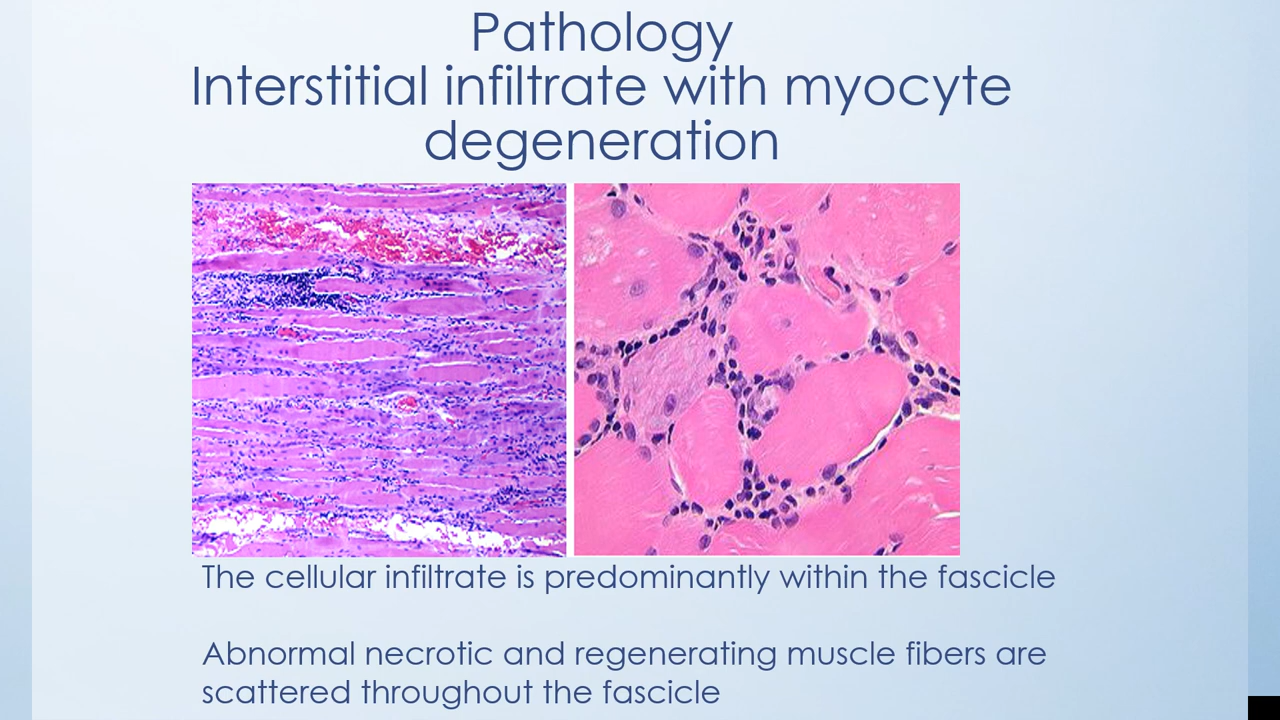 Pathology
Interstitial infiltrate with myocyte
degeneration
The cellular infiltrate is predominantly within the fascicle
Abnormal necrotic and regenerating muscle fibers are
scattered throughout the fascicle